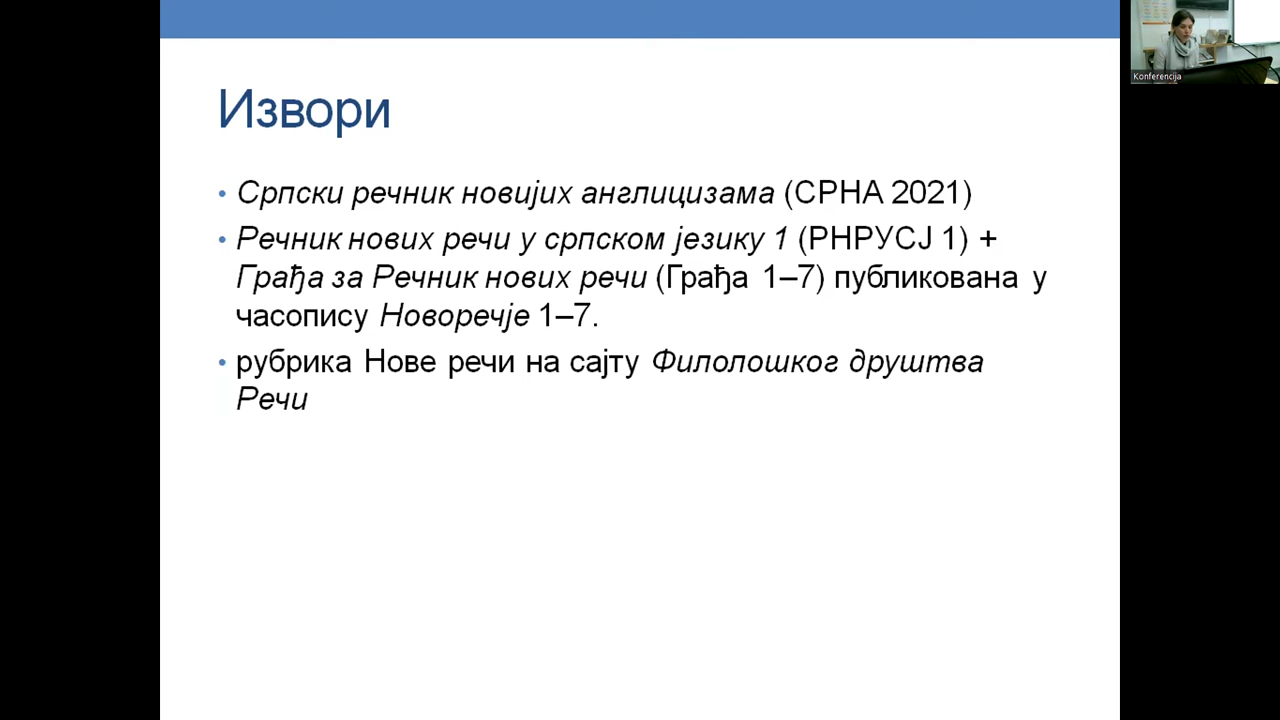 Извори
• Српски речник новијих англицизама (СРНА 2021)
• Речник нових речи у српском језику 1 (РНРУСЈ 1) +
Грађа за Речник нових речи (Грађа 1–7) публикована у
часопису Новоречје 1–7.
• рубрика Нове речи на сајту Филолошког друштва
Речи
Konferencija